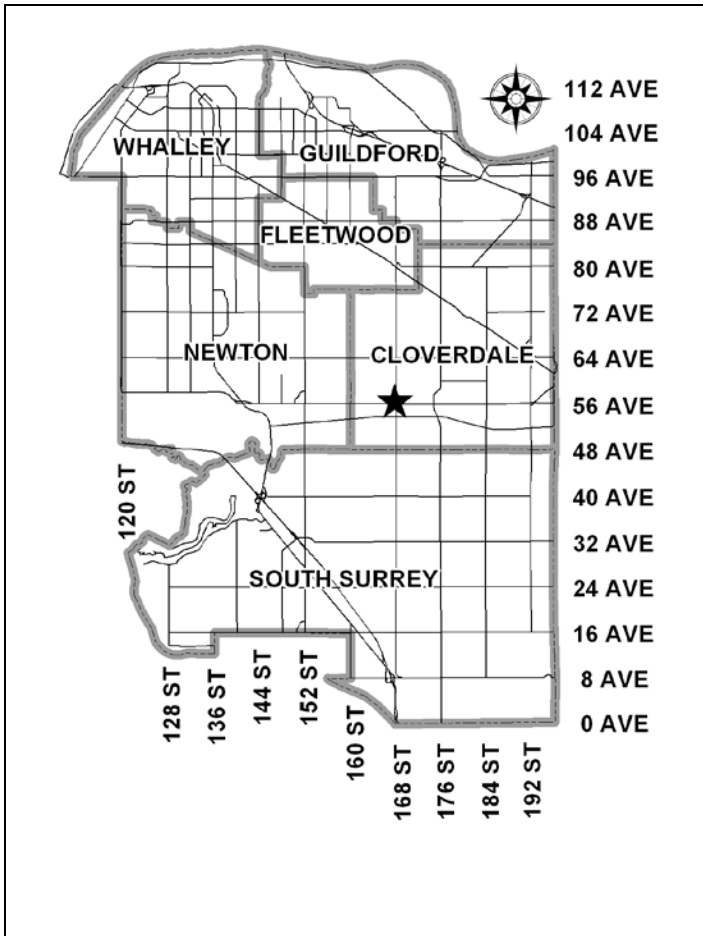 112 AVE
104 AVE
WHALLEY
GUILDFORD
96 AVE
88 AVE
FLEETWOOD
80 AVE
72 AVE
NEWTON
CLOVERDALE
64 AVE
56 AVE
48 AVE
120 ST
40 AVE
32 AVE
SOUTH SURREY
24 AVE
16 AVE
8 AVE
0 AVE
128 ST
136 ST
144 ST
152 ST
160 ST
168 ST
176 ST
184 ST
192 ST